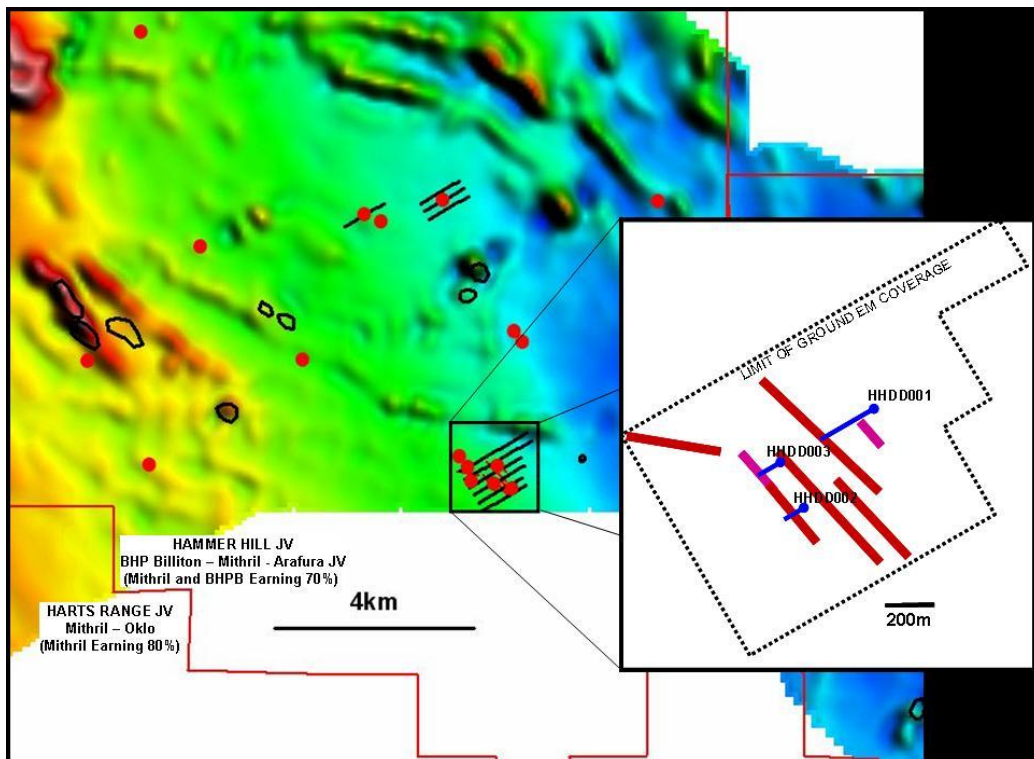 LIMIT OF GROUND EM COVERAGE
HHDD001
HHDD003
HHDD002
200m
HAMMER HILL JV
BHP Billiton – Mithril - Arafura JV
(Mithril and BHPB Earning 70%)
4km
HARTS RANGE JV
Mithril – Oklo
(Mithril Earning 80%)